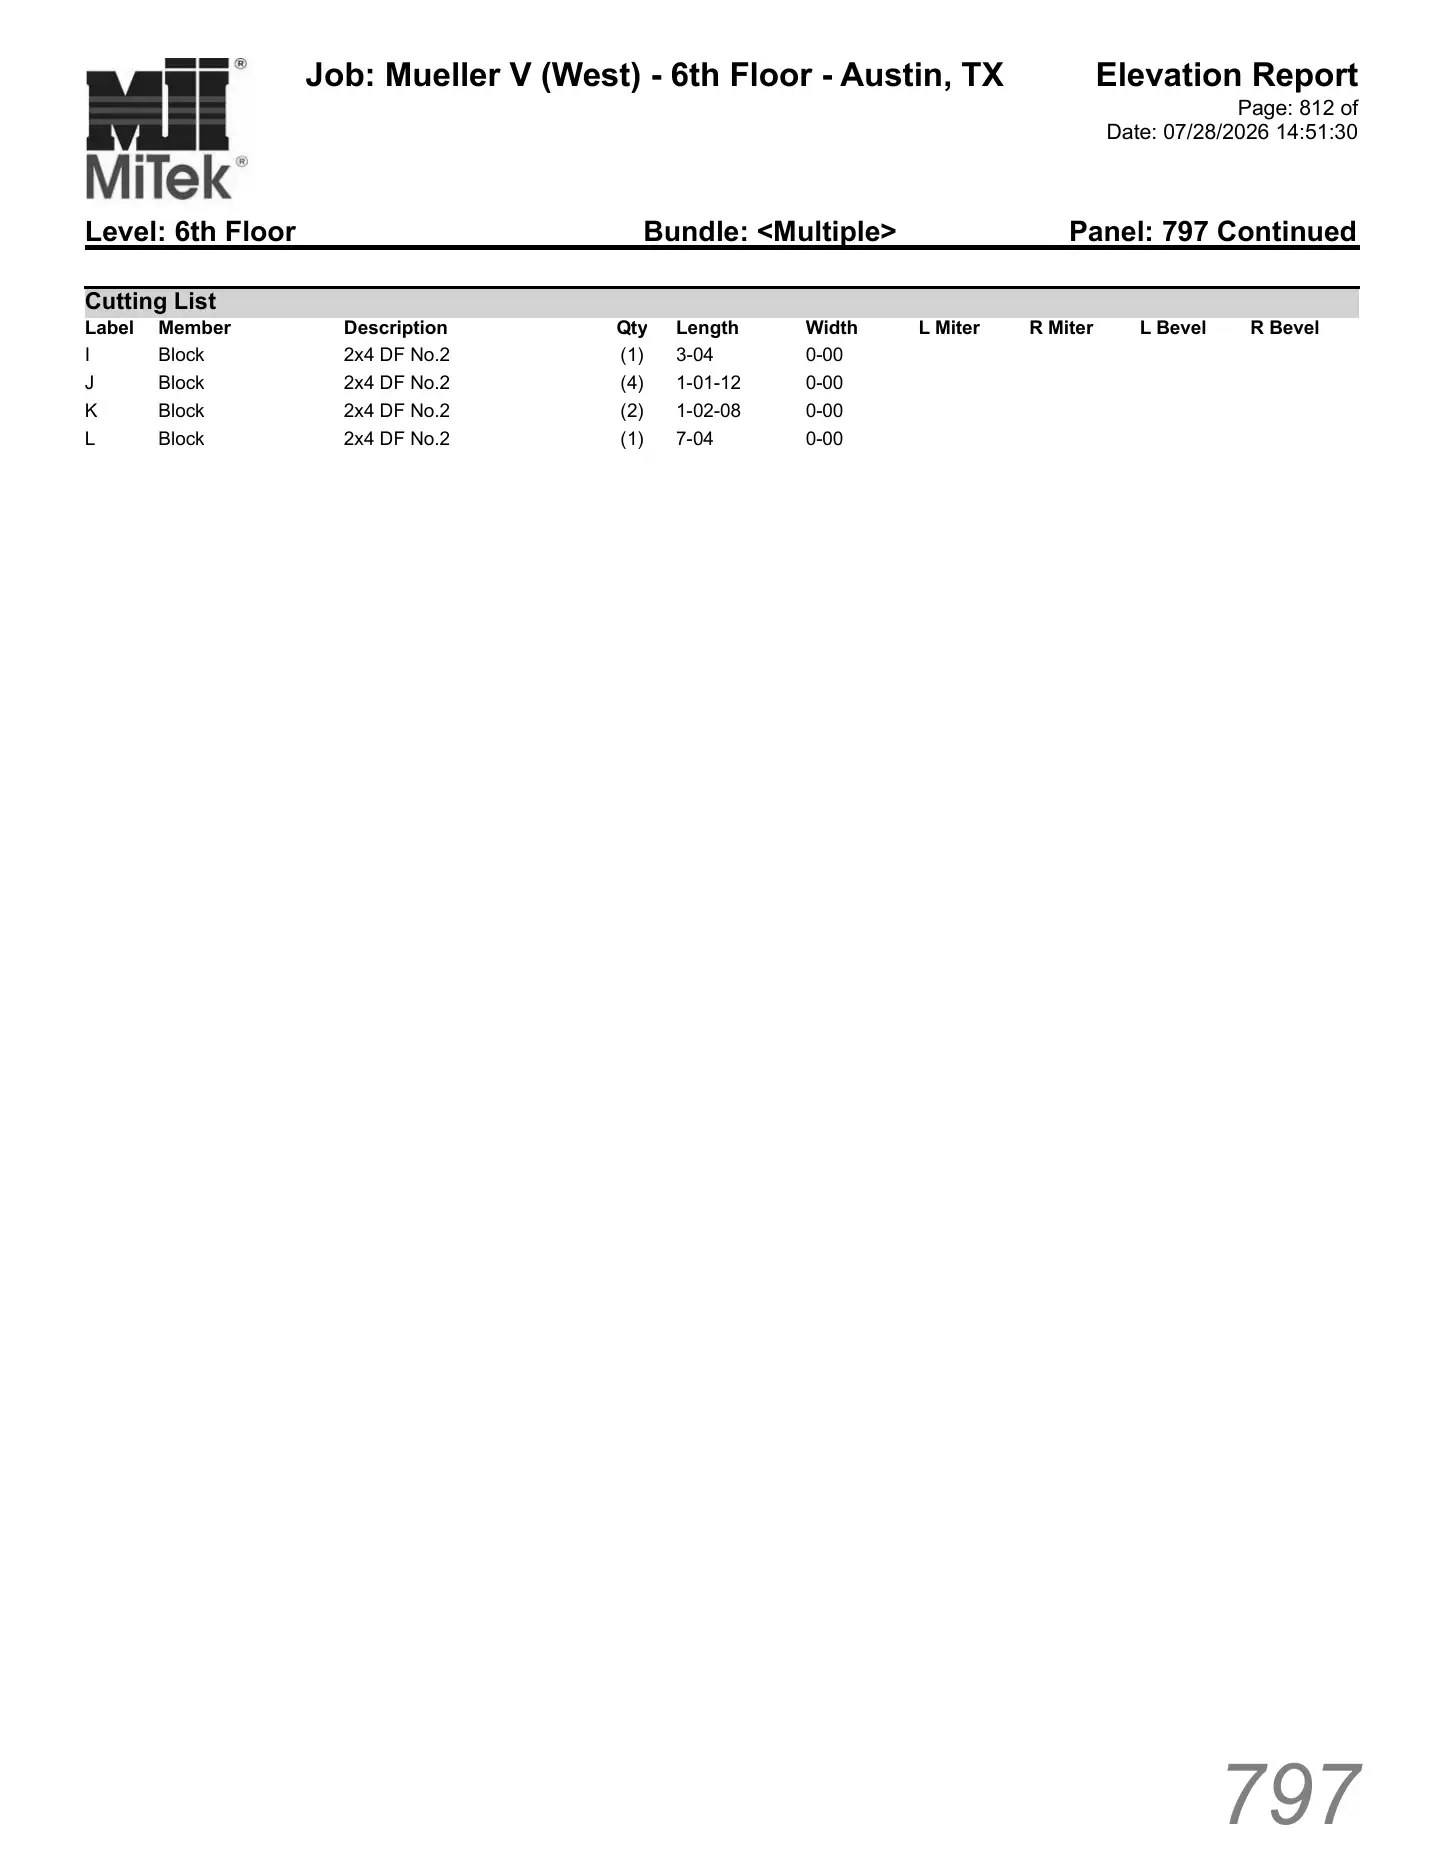 Job: Mueller V (West) - 6th Floor - Austin, TX
Elevation Report
Page: 812 of
Date: 07/28/2026 14:51:30
MiTek®
Level: 6th Floor Bundle: <Multiple> Panel: 797 Continued
Cutting List
Label Member Description Qty Length Width L Miter R Miter L Bevel R Bevel
I Block 2x4 DF No.2 (1) 3-04 0-00
J Block 2x4 DF No.2 (4) 1-01-12 0-00
K Block 2x4 DF No.2 (2) 1-02-08 0-00
L Block 2x4 DF No.2 (1) 7-04 0-00
797